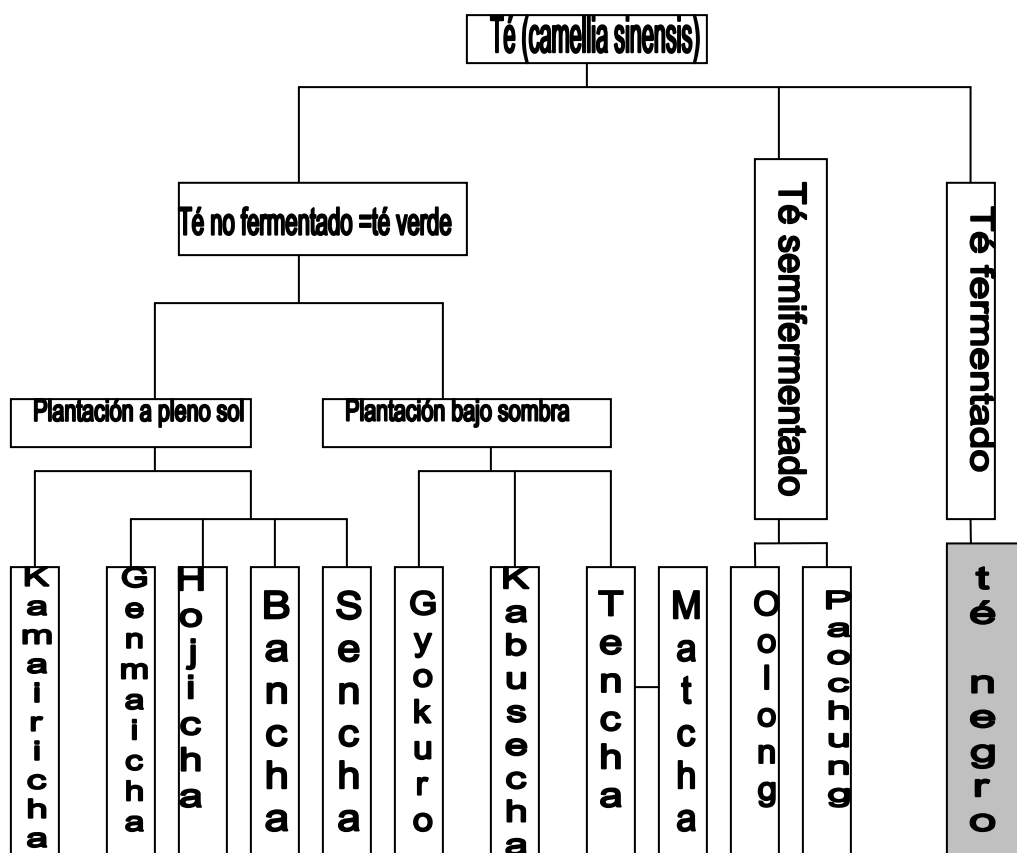 Té (camellia sinensis)
Té no fermentado =té verde
Té semifermentado
Té fermentado
Plantación a pleno sol
Plantación bajo sombra
Kamairicha
Genmaicha
Hojicha
Bancha
Sencha
Gyokuro
Kabusecha
Tencha
Matcha
Oolong
Paochung
té negro